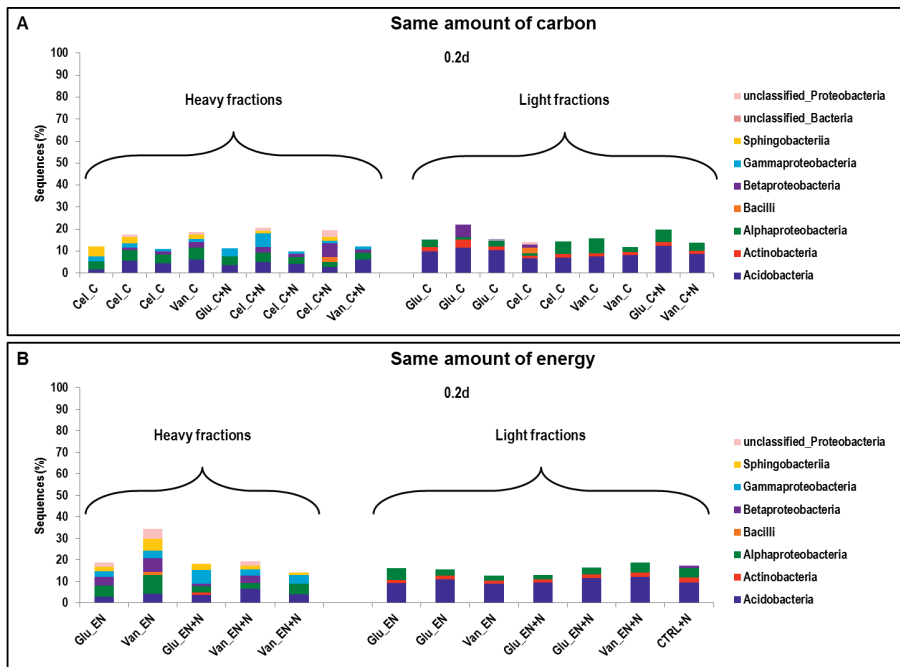 A
Same amount of carbon
0.2d
Heavy fractions
Light fractions
Sequences (%)
100
90
80
70
60
50
40
30
20
10
0
Cel_C
Cel_C
Cel_C
Van_C
Glu_C+N
Cel_C+N
Cel_C+N
Cel_C+N
Van_C+N
Glu_C
Glu_C
Glu_C
Cel_C
Cel_C
Van_C
Van_C
Glu_C+N
Van_C+N
unclassified_Proteobacteria
unclassified_Bacteria
Sphingobacteriia
Gammaproteobacteria
Betaproteobacteria
Bacilli
Alphaproteobacteria
Actinobacteria
Acidobacteria
B
Same amount of energy
0.2d
Heavy fractions
Light fractions
Sequences (%)
100
90
80
70
60
50
40
30
20
10
0
Glu_EN
Van_EN
Glu_EN+N
Van_EN+N
Van_EN+N
Glu_EN
Glu_EN
Van_EN
Glu_EN+N
Glu_EN+N
Van_EN+N
CTRL+N
unclassified_Proteobacteria
Sphingobacteriia
Gammaproteobacteria
Betaproteobacteria
Bacilli
Alphaproteobacteria
Actinobacteria
Acidobacteria